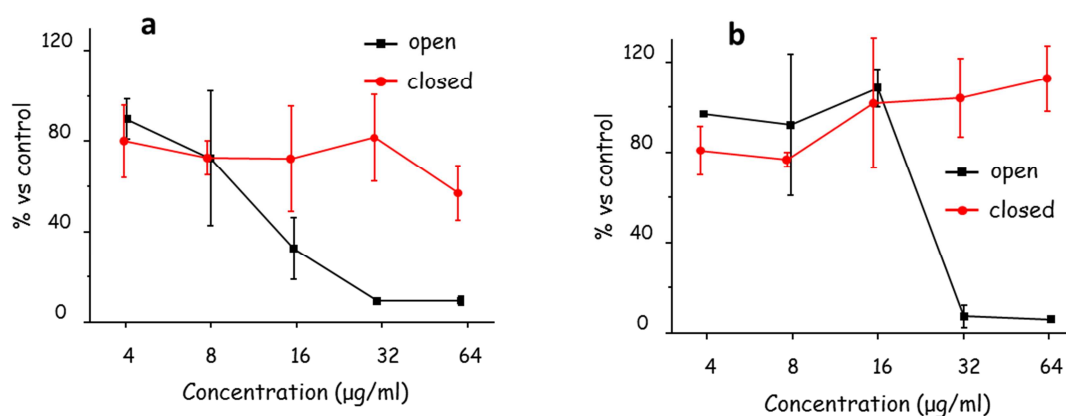 a
120
80
40
0
% vs control
open
closed
4 8 16 32 64
Concentration (µg/ml)
b
120
80
40
0
% vs control
open
closed
4 8 16 32 64
Concentration (µg/ml)